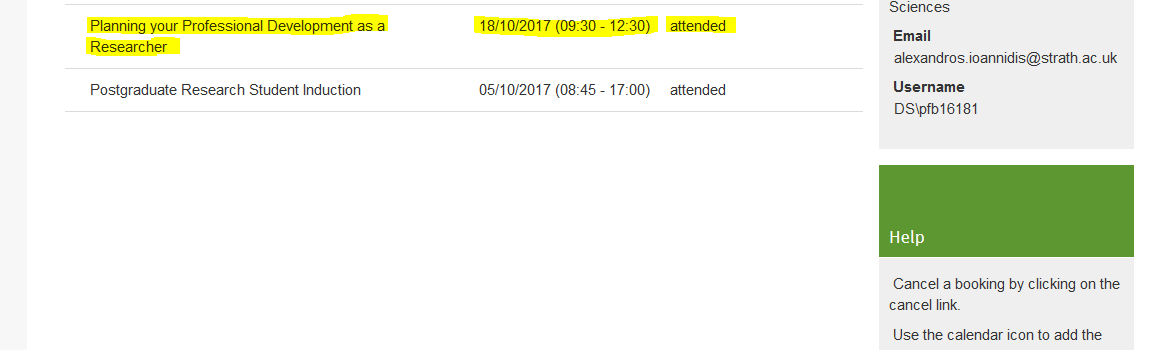 Planning your Professional Development as a 18/10/2017 (09:30 - 12:30) attended
Researcher
Postgraduate Research Student Induction 05/10/2017 (08:45 - 17:00) attended
Sciences
Email
alexandros.ioannidis@strath.ac.uk
Username
DS\pfb16181
Help
Cancel a booking by clicking on the
cancel link.
Use the calendar icon to add the